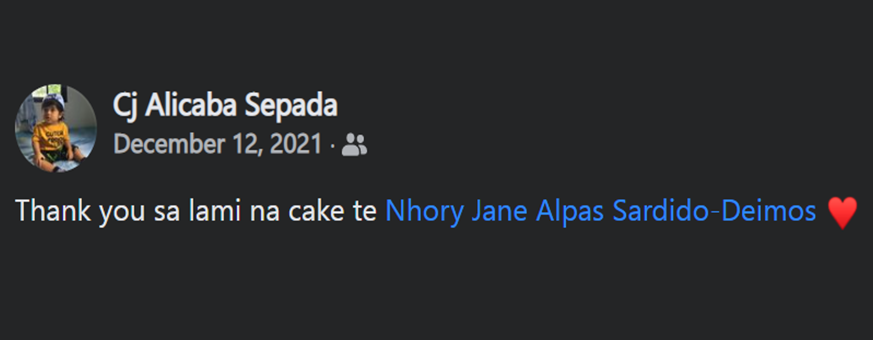 Cj Alicaba Sepada
December 12, 2021 ·
Thank you sa lami na cake te Nhory Jane Alpas Sardido-Deimos ♥️